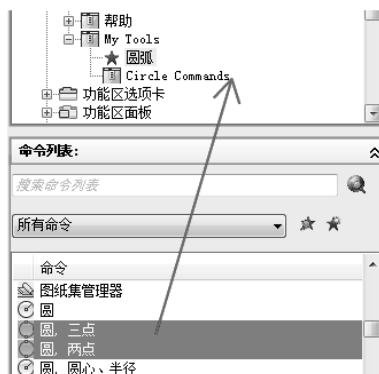 帮助
My Tools
圆弧
Circle Commands
功能区选项卡
功能区面板
命令列表:
搜索命令列表
所有命令
命令
图纸集管理器
圆
圆, 三点
圆, 两点
圆, 圆心、半径